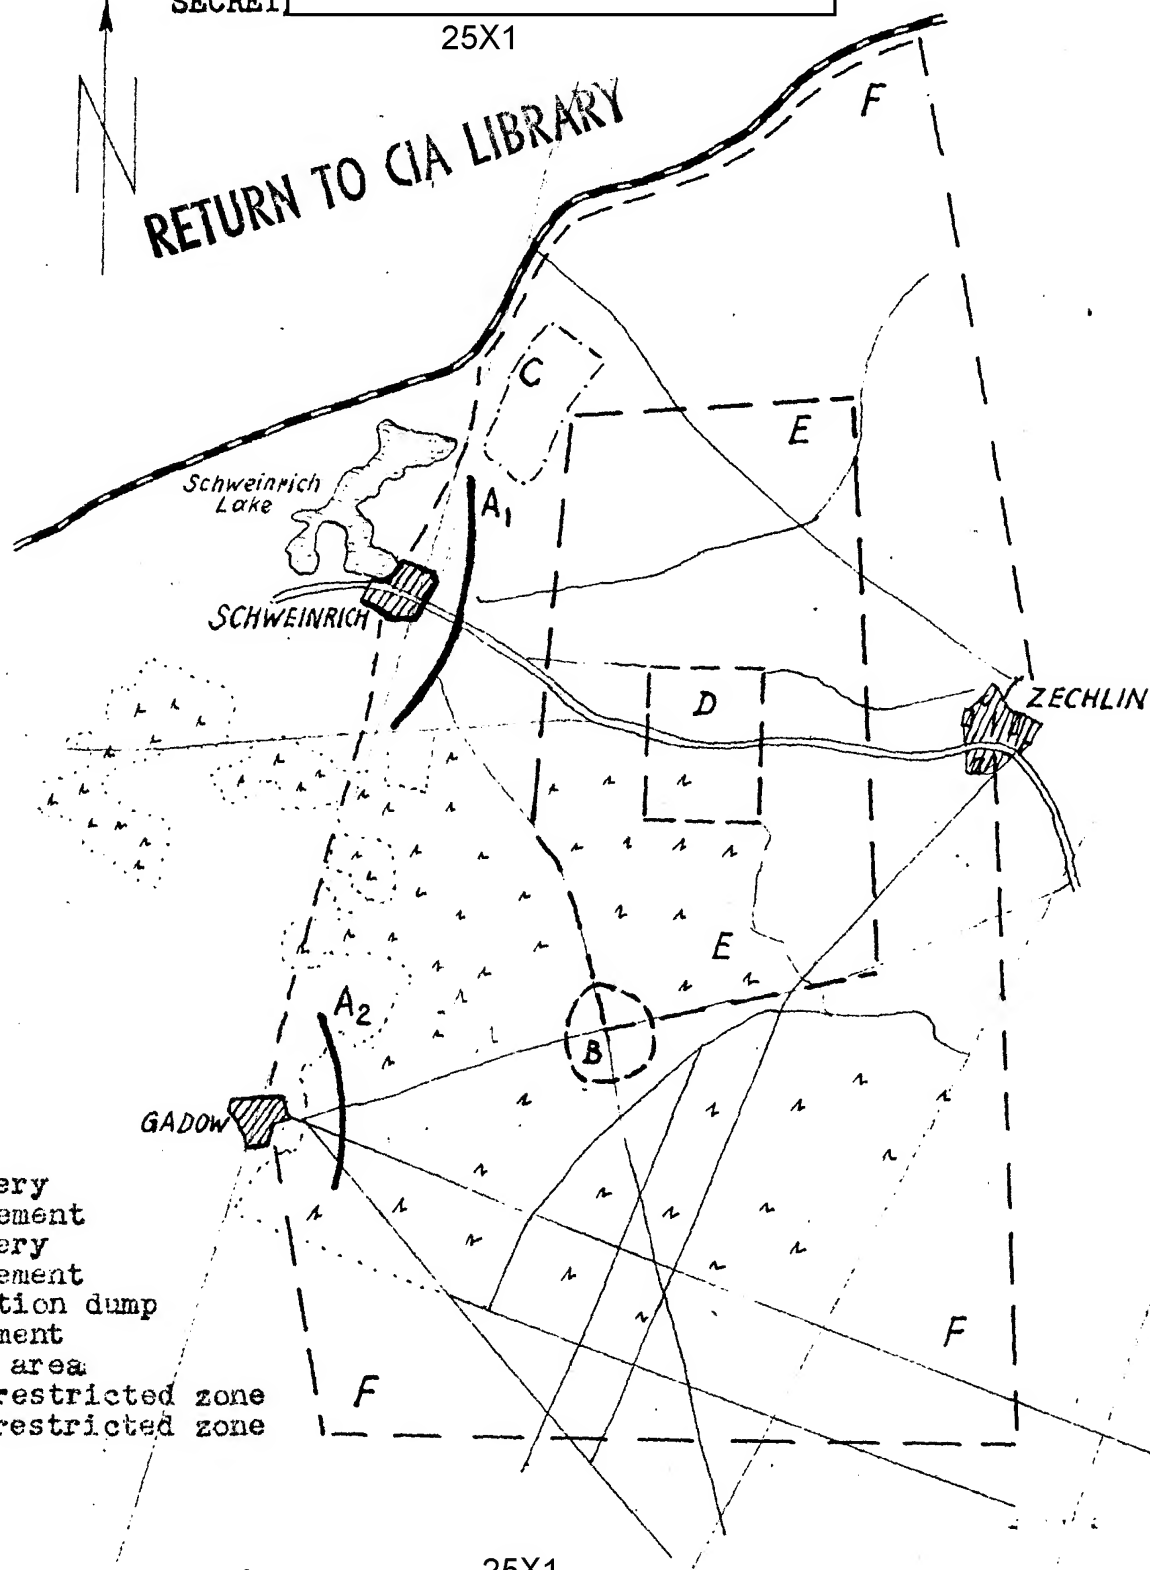 SECRET
25X1
N
RETURN TO CIA LIBRARY
F
C
E
Schweinrich
Lake
A1
SCHWEINRICH
D
ZECHLIN
E
A2
B
GADOW
ery
ement
ery
ement
tion dump
ment
area
restricted zone
restricted zone
F
F
25X1